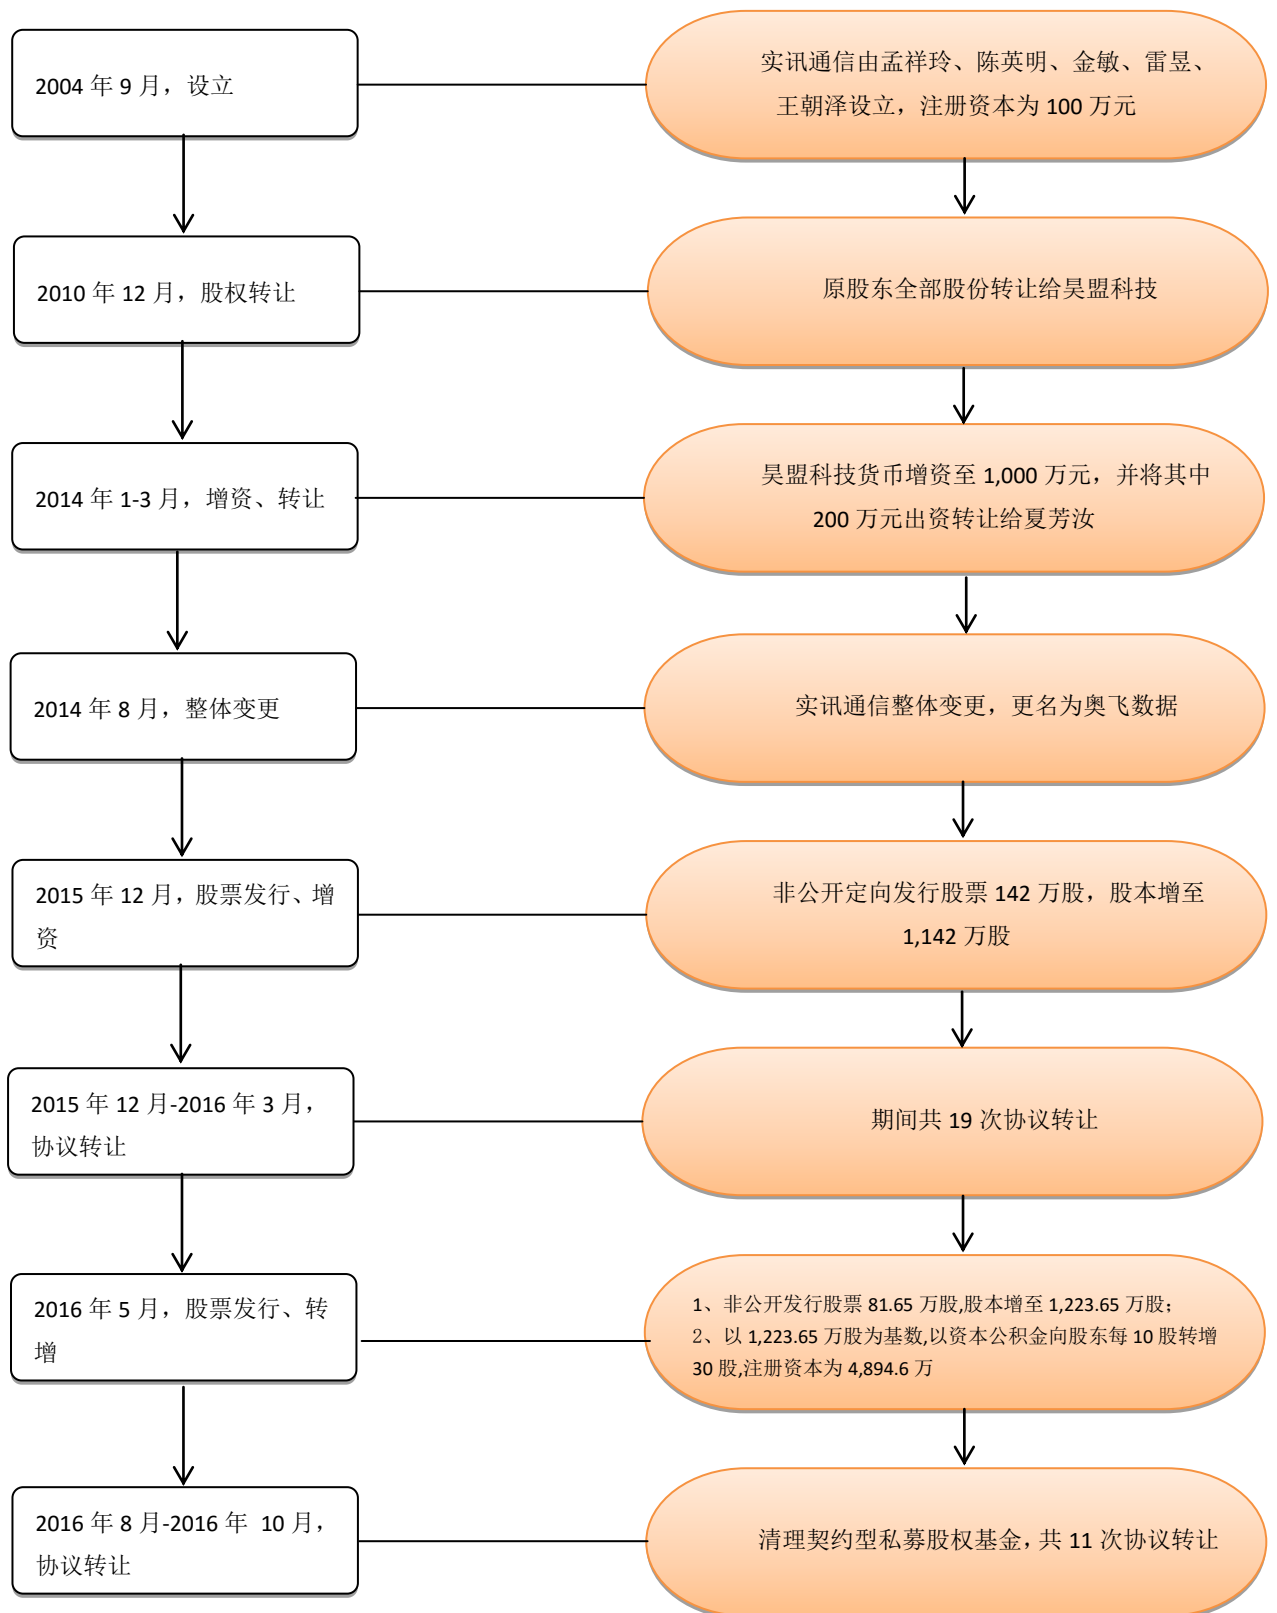 2004 年 9 月，设立
实讯通信由孟祥玲、陈英明、金敏、雷昱、
王朝泽设立，注册资本为 100 万元
2010 年 12 月，股权转让
原股东全部股份转让给昊盟科技
2014 年 1-3 月，增资、转让
昊盟科技货币增资至 1,000 万元，并将其中
200 万元出资转让给夏芳汝
2014 年 8 月，整体变更
实讯通信整体变更，更名为奥飞数据
2015 年 12 月，股票发行、增
资
非公开定向发行股票 142 万股，股本增至
1,142 万股
2015 年 12 月-2016 年 3 月，
协议转让
期间共 19 次协议转让
2016 年 5 月，股票发行、转
增
1、非公开发行股票 81.65 万股,股本增至 1,223.65 万股；
2、以 1,223.65 万股为基数,以资本公积金向股东每 10 股转增
30 股,注册资本为 4,894.6 万
2016 年 8 月-2016 年 10 月，
协议转让
清理契约型私募股权基金，共 11 次协议转让